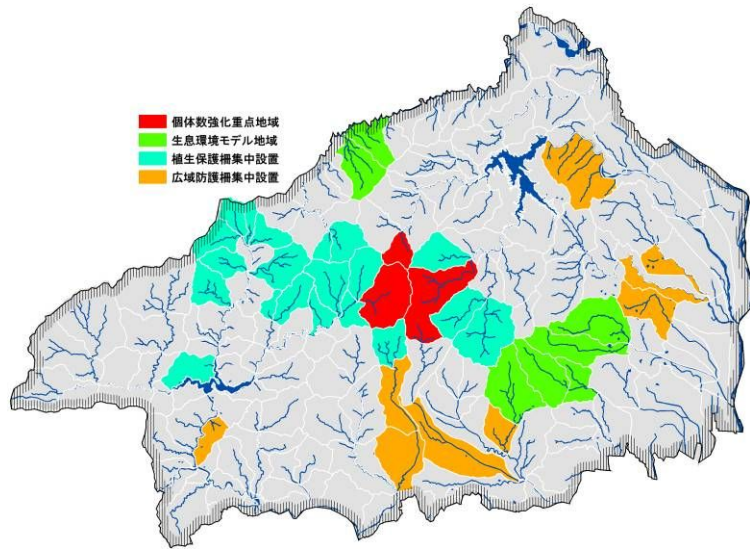 個体数強化重点地域
生息環境モデル地域
植生保護柵集中設置
広域防護柵集中設置